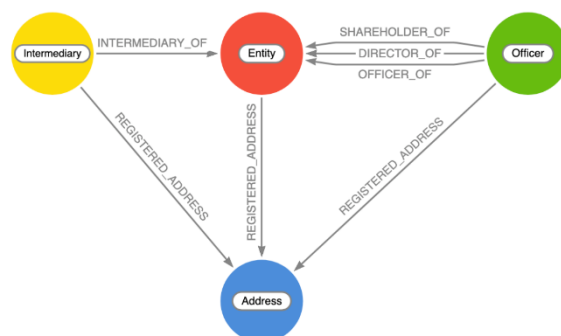 SHAREHOLDER_OF
Intermediary
INTERMEDIARY_OF
Entity
DIRECTOR_OF
Officer
OFFICER_OF
REGISTERED_ADDRESS
REGISTERED_ADDRESS
REGISTERED_ADDRESS
Address